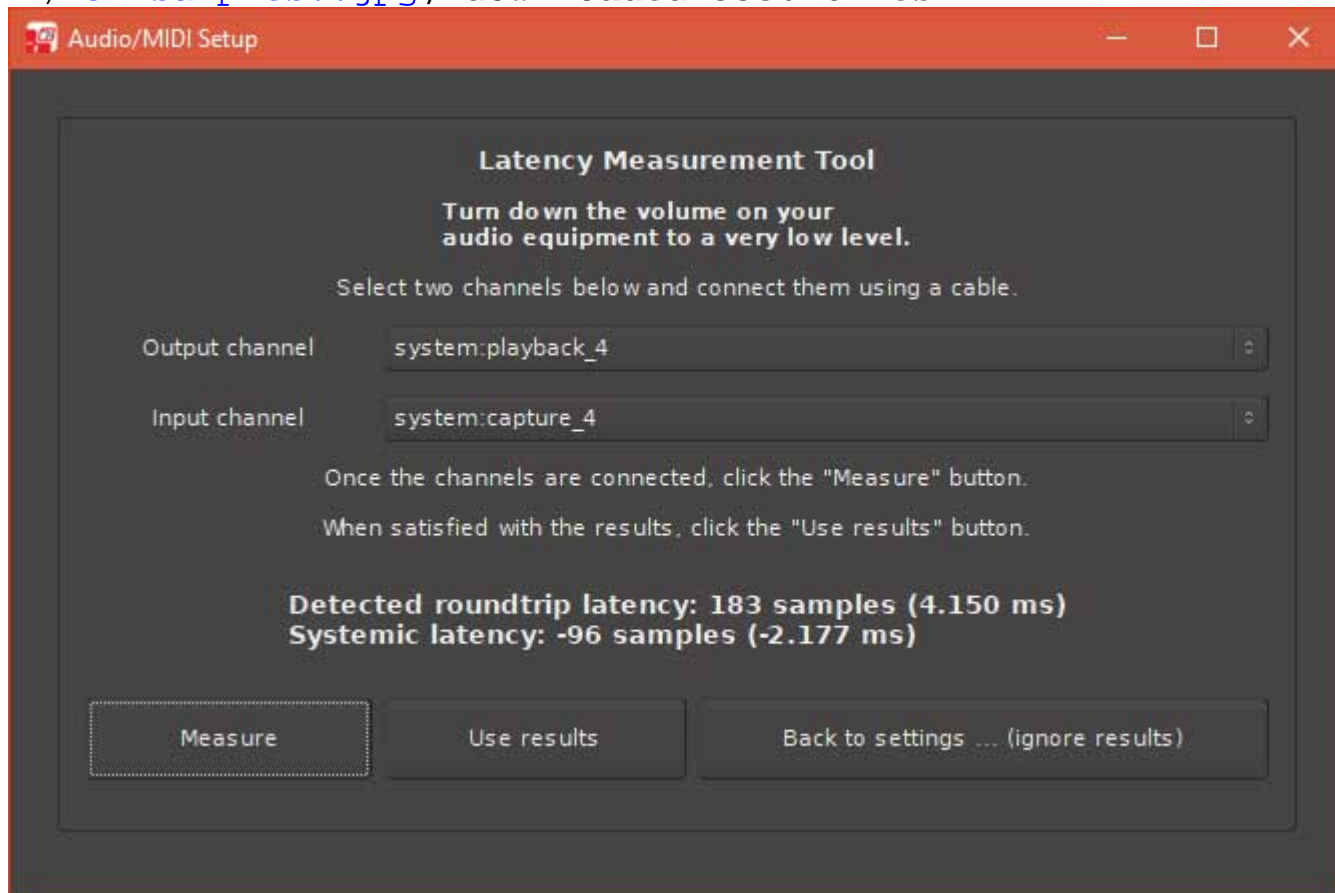 Audio/MIDI Setup
Latency Measurement Tool
Turn down the volume on your
audio equipment to a very low level.
Select two channels below and connect them using a cable.
Output channel system:playback_4
Input channel system:capture_4
Once the channels are connected, click the "Measure" button.
When satisfied with the results, click the "Use results" button.
Detected roundtrip latency: 183 samples (4.150 ms)
Systemic latency: -96 samples (-2.177 ms)
Measure Use results Back to settings ... (ignore results)